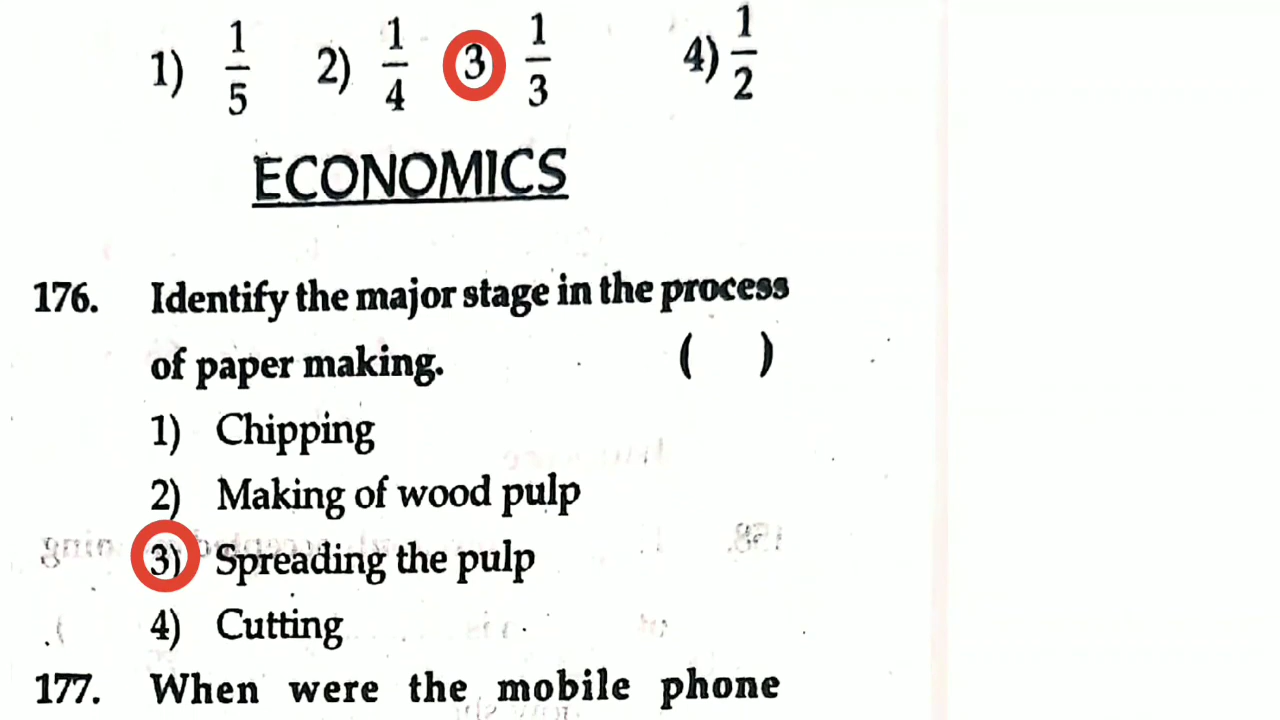 1) 1/5 2) 1/4 3 1/3 4) 1/2
ECONOMICS
176. Identify the major stage in the process
of paper making. ( )
1) Chipping
2) Making of wood pulp
3) Spreading the pulp
4) Cutting
177. When were the mobile phone